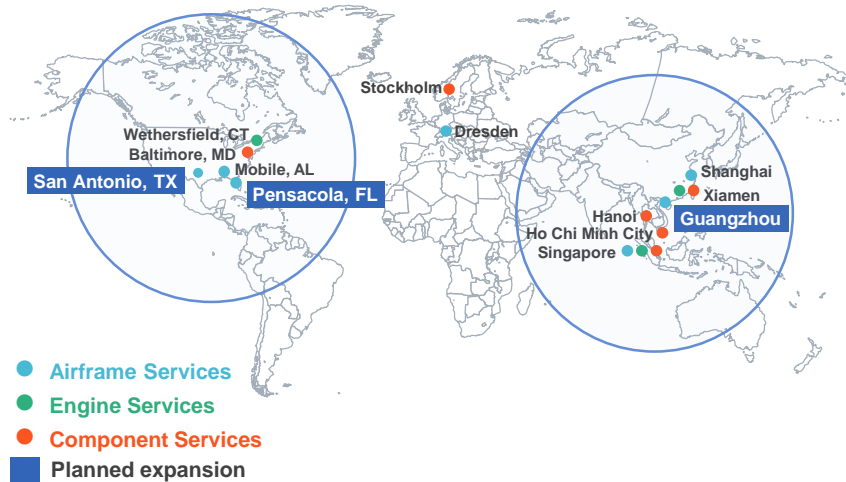 Stockholm
Wethersfield, CT
Dresden
Baltimore, MD
Mobile, AL
Shanghai
San Antonio, TX
Pensacola, FL
Xiamen
Hanoi
Guangzhou
Ho Chi Minh City
Singapore
Airframe Services
Engine Services
Component Services
Planned expansion